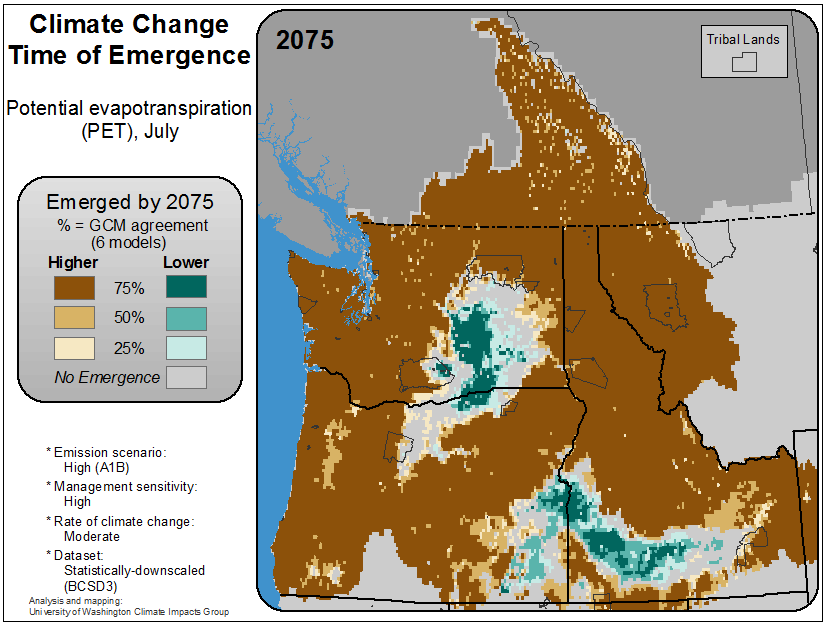 Climate Change
Time of Emergence
Potential evapotranspiration
(PET), July
Emerged by 2075
% = GCM agreement
(6 models)
Higher Lower
75%
50%
25%
No Emergence
* Emission scenario:
High (A1B)
* Management sensitivity:
High
* Rate of climate change:
Moderate
* Dataset:
Statistically-downscaled
(BCSD3)
Analysis and mapping:
University of Washington Climate Impacts Group
2075
Tribal Lands